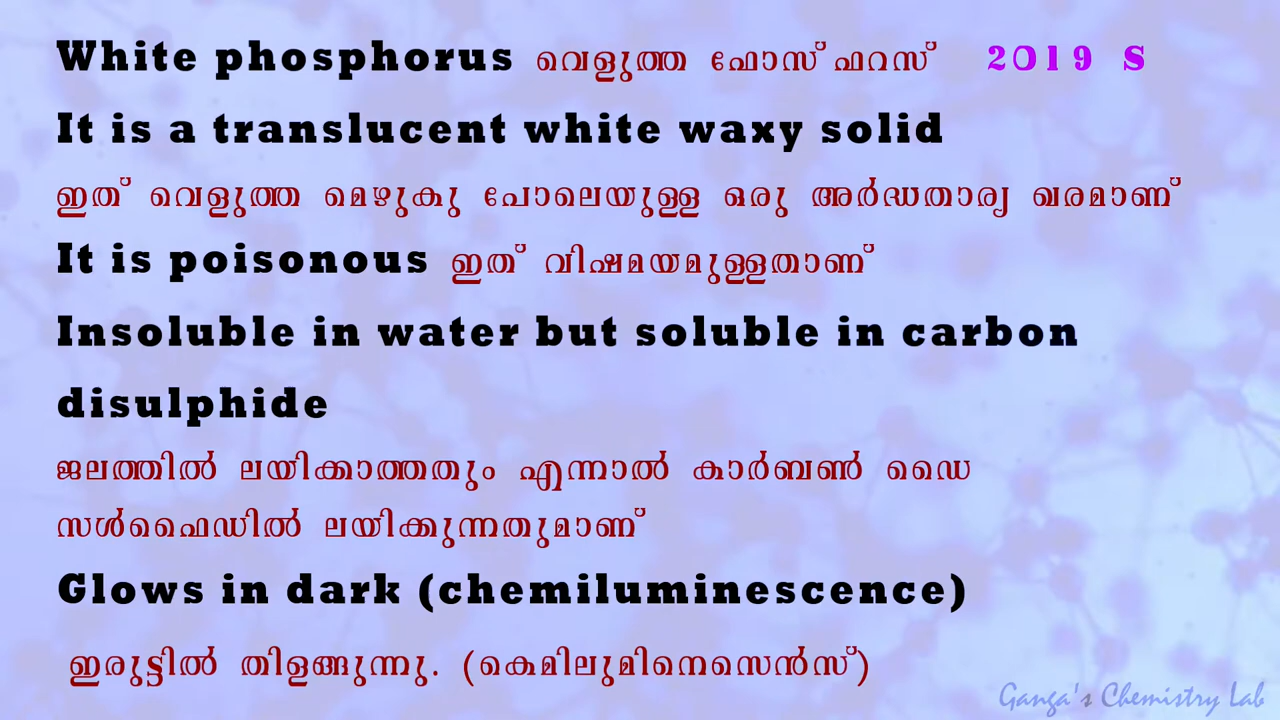 White phosphorus വെളുത്ത ഫോസ്ഫറസ് 2019 S
It is a translucent white waxy solid
ഇത് വെളുത്ത മെഴുകു പോലെയുള്ള ഒരു അർദ്ധതാര്യ ഖരമാണ്
It is poisonous ഇത് വിഷമയമുള്ളതാണ്
Insoluble in water but soluble in carbon
disulphide
ജലത്തിൽ ലയിക്കാത്തതും എന്നാൽ കാർബൺ ഡൈ
സൾഫൈഡിൽ ലയിക്കുന്നതുമാണ്
Glows in dark (chemiluminescence)
ഇരുട്ടിൽ തിളങ്ങുന്നു. (കെമിലുമിനെസെൻസ്)
Ganga's Chemistry Lab